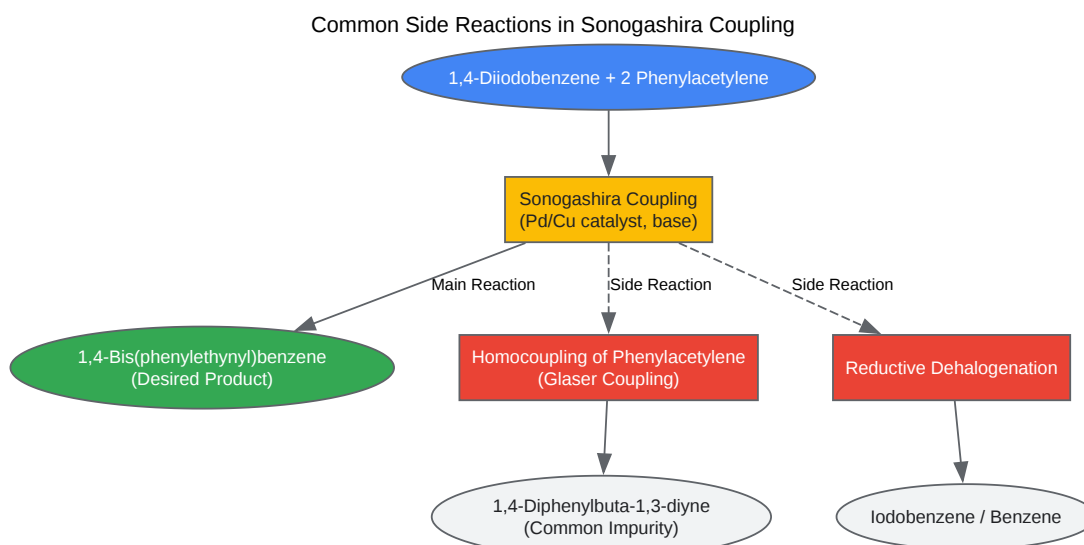 Common Side Reactions in Sonogashira Coupling
1,4-Diiodobenzene + 2 Phenylacetylene
Sonogashira Coupling
(Pd/Cu catalyst, base)
Main Reaction
Side Reaction
Side Reaction
1,4-Bis(phenylethynyl)benzene
(Desired Product)
Homocoupling of Phenylacetylene
(Glaser Coupling)
Reductive Dehalogenation
1,4-Diphenylbuta-1,3-diyne
(Common Impurity)
Iodobenzene / Benzene